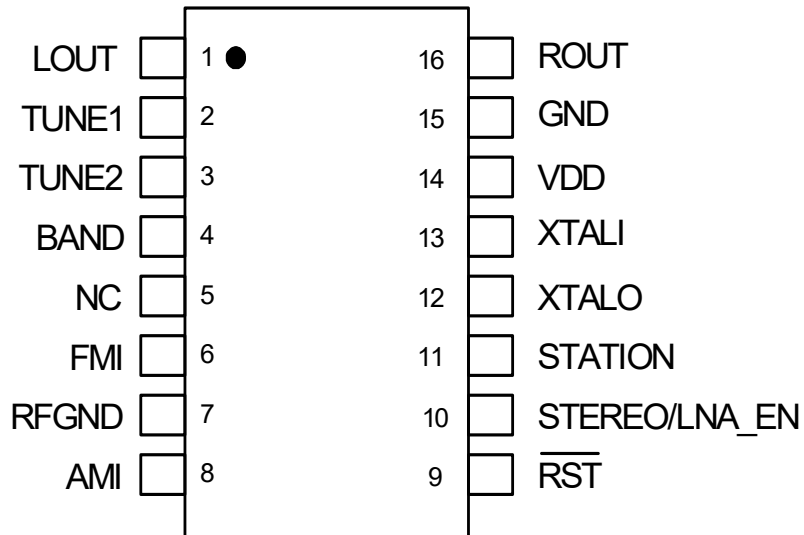 LOUT 1 16 ROUT
TUNE1 2 15 GND
TUNE2 3 14 VDD
BAND 4 13 XTALI
NC 5 12 XTALO
FMI 6 11 STATION
RFGND 7 10 STEREO/LNA_EN
AMI 8 9 R̅S̅T̅